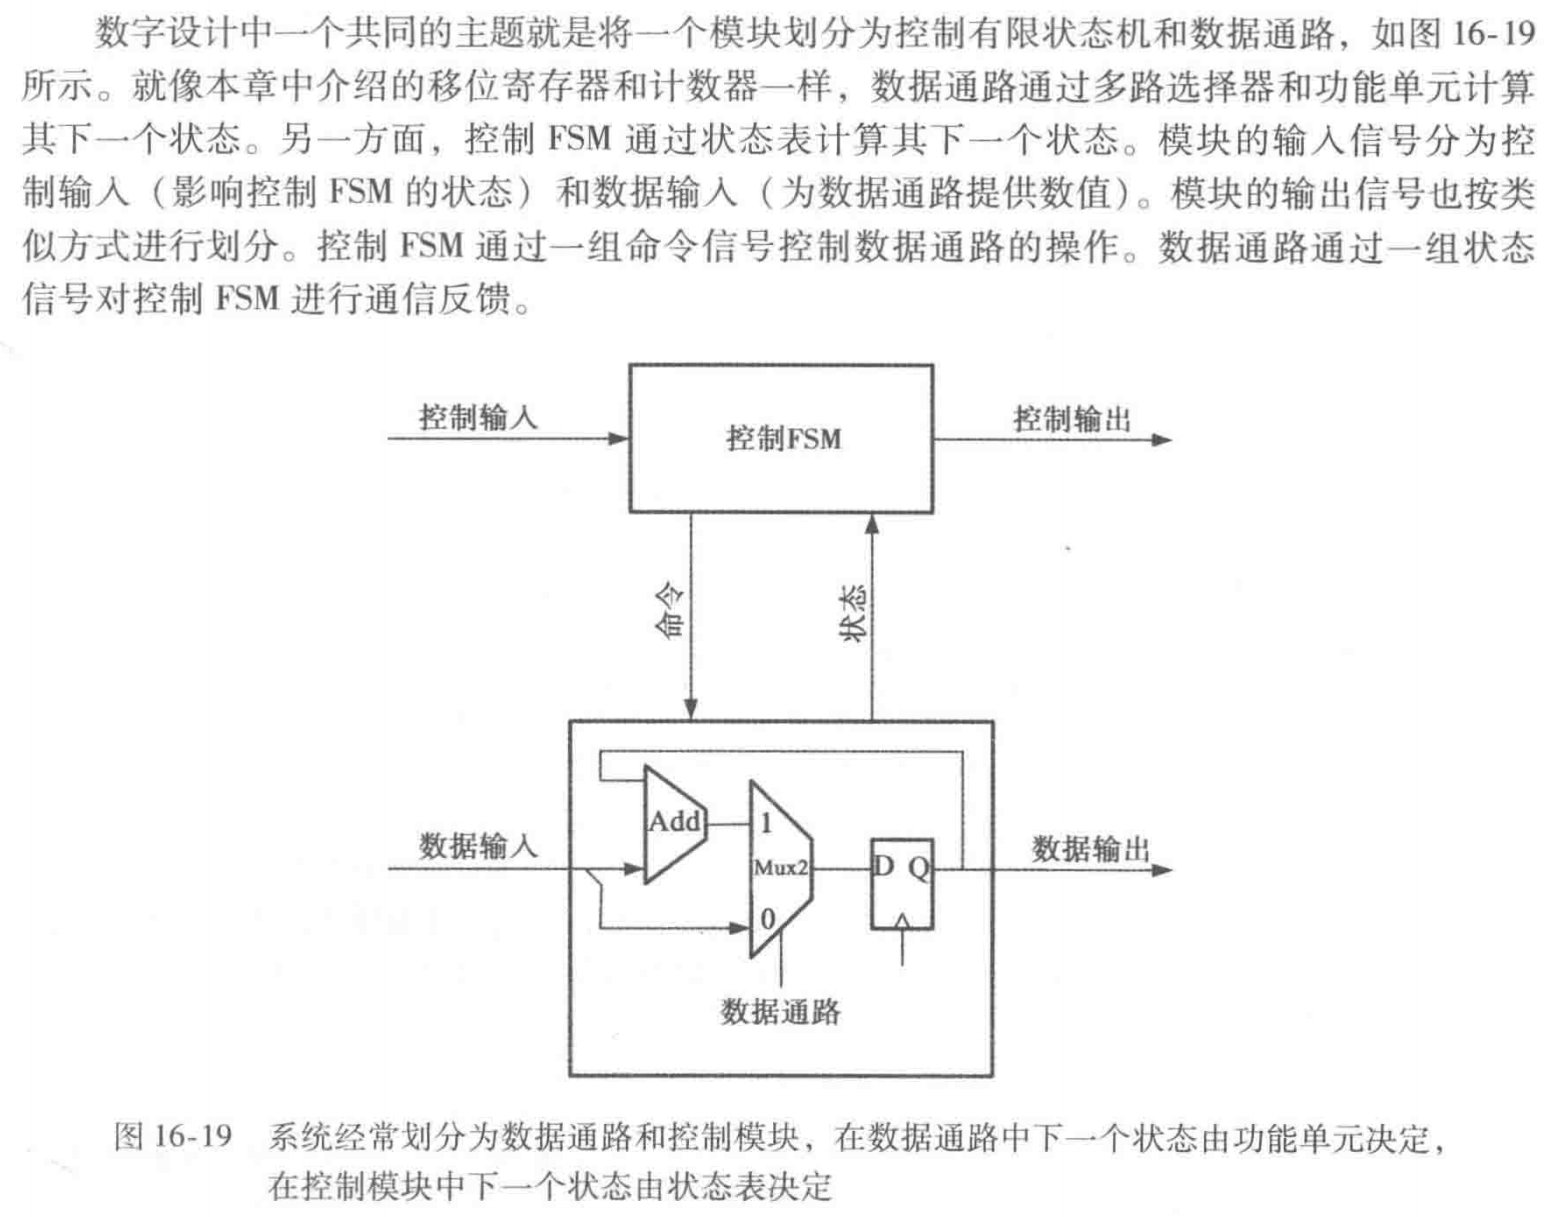 数字设计中一个共同的主题就是将一个模块划分为控制有限状态机和数据通路，如图 16-19
所示。就像本章中介绍的移位寄存器和计数器一样，数据通路通过多路选择器和功能单元计算
其下一个状态。另一方面，控制 FSM 通过状态表计算其下一个状态。模块的输入信号分为控
制输入（影响控制 FSM 的状态）和数据输入（为数据通路提供数值）。模块的输出信号也按类
似方式进行划分。控制 FSM 通过一组命令信号控制数据通路的操作。数据通路通过一组状态
信号对控制 FSM 进行通信反馈。
控制输入
控制FSM
控制输出
命令
状态
数据输入
Add
1
Mux2
0
D Q
数据输出
数据通路
图 16-19 系统经常划分为数据通路和控制模块，在数据通路中下一个状态由功能单元决定，
在控制模块中下一个状态由状态表决定